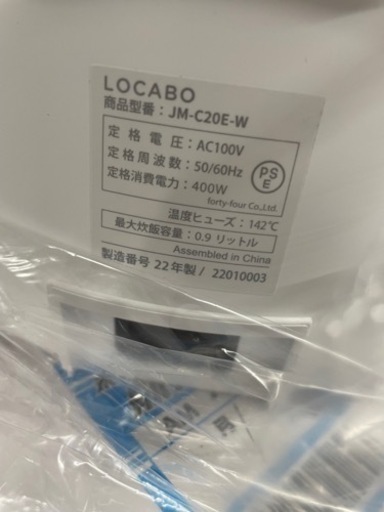 LOCABO
商品型番：JM-C20E-W
定格電圧：AC100V
定格周波数：50/60Hz
定格消費電力：400W
PS
E
forty-four Co.,Ltd.
温度ヒューズ：142℃
最大炊飯容量：0.9 リットル
Assembled in China
製造番号 22年製 / 22010003